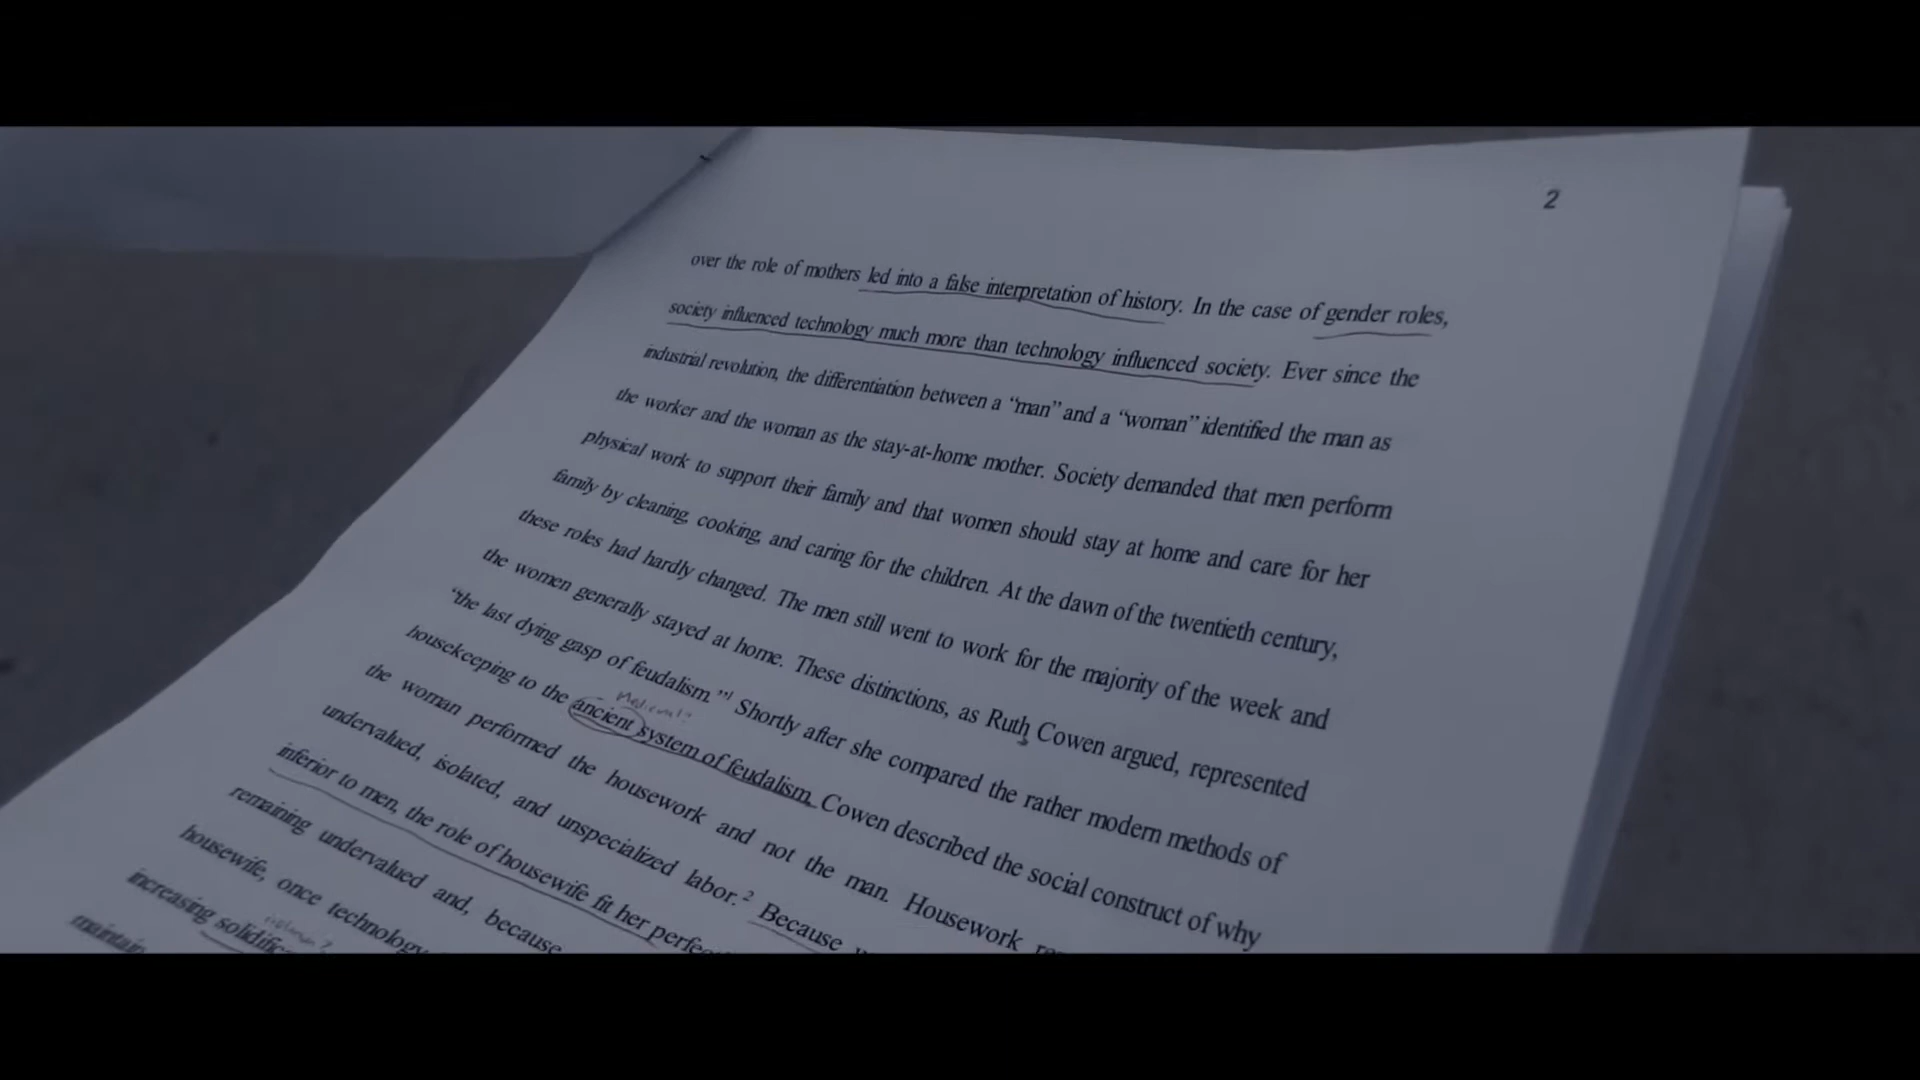 2
over the role of mothers led into a false interpretation of history. In the case of gender roles,
society influenced technology much more than technology influenced society. Ever since the
industrial revolution, the differentiation between a “man” and a “woman” identified the man as
the worker and the woman as the stay-at-home mother. Society demanded that men perform
physical work to support their family and that women should stay at home and care for her
family by cleaning, cooking, and caring for the children. At the dawn of the twentieth century,
these roles had hardly changed. The men still went to work for the majority of the week and
the women generally stayed at home. These distinctions, as Ruth Cowen argued, represented
“the last dying gasp of feudalism.”1 Shortly after she compared the rather modern methods of
Medieval?
housekeeping to the ancient system of feudalism. Cowen described the social construct of why
the woman performed the housework and not the man. Housework
undervalued, isolated, and unspecialized labor.2 Because
inferior to men, the role of housewife fit her
remaining undervalued and, because
housewife, once technology
increasing
maintain